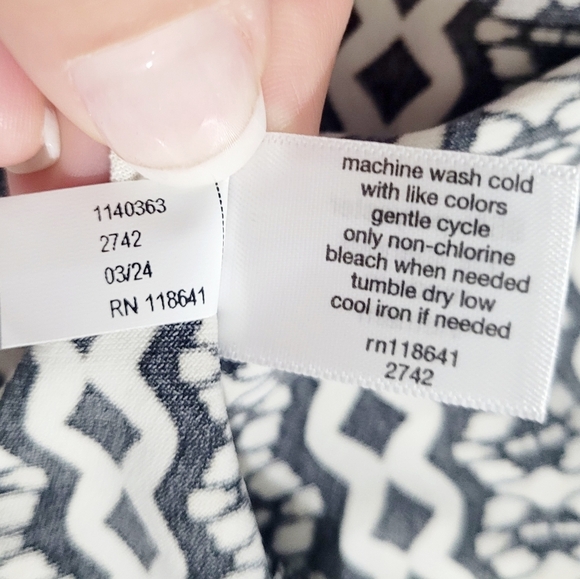 1140363
2742
03/24
RN 118641
machine wash cold
with like colors
gentle cycle
only non-chlorine
bleach when needed
tumble dry low
cool iron if needed
rn118641
2742